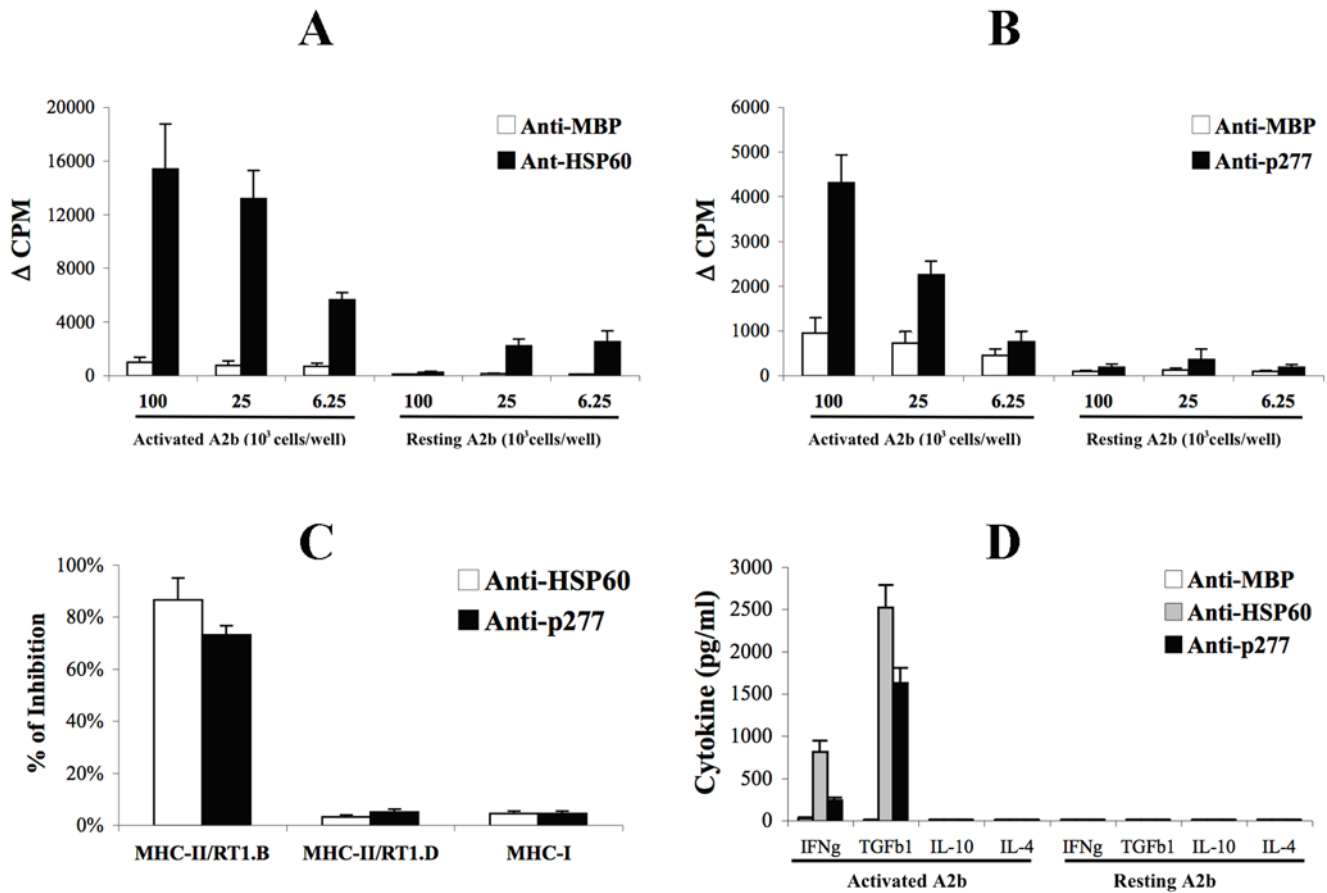 A
20000
16000
12000
8000
4000
0
Δ CPM
Anti-MBP
Ant-HSP60
100 25 6.25 100 25 6.25
Activated A2b (10³ cells/well) Resting A2b (10³cells/well)
B
6000
5000
4000
3000
2000
1000
0
Δ CPM
Anti-MBP
Anti-p277
100 25 6.25 100 25 6.25
Activated A2b (10³ cells/well) Resting A2b (10³cells/well)
C
100%
80%
60%
40%
20%
0%
% of Inhibition
Anti-HSP60
Anti-p277
MHC-II/RT1.B MHC-II/RT1.D MHC-I
D
3000
2500
2000
1500
1000
500
0
Cytokine (pg/ml)
Anti-MBP
Anti-HSP60
Anti-p277
IFNg TGFb1 IL-10 IL-4 IFNg TGFb1 IL-10 IL-4
Activated A2b Resting A2b